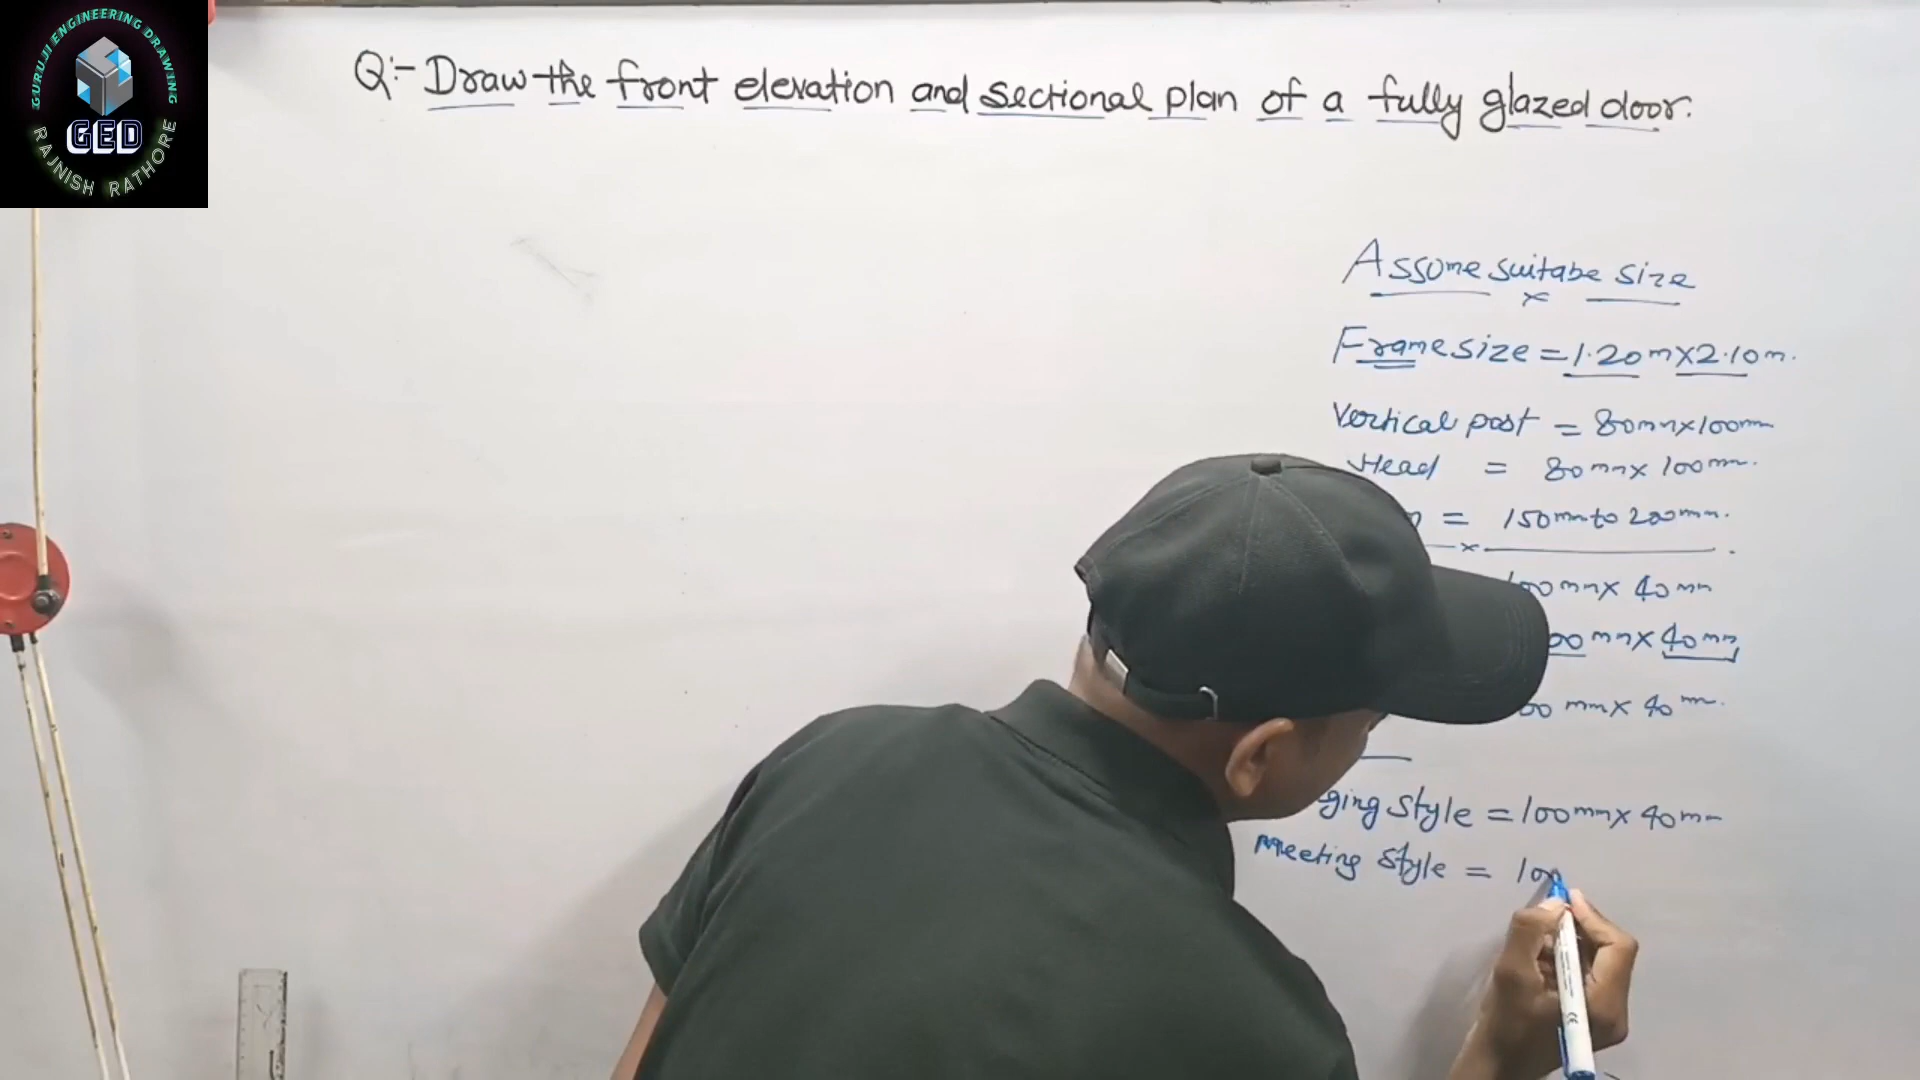 GURUJI ENGINEERING DRAWING
GED
RAJNISH RATHORE
Q:- Draw the front elevation and sectional plan of a fully glazed door.
Assume suitabe size
Frame size = 1.20m x 2.10m.
Vertical post = 80mm x 100mm
Head = 80mm x 100mm.
= 150mm to 200mm.
mm x 40mm
mm x 40mm
mm x 40mm.
Style = 100mm x 40mm
Meeting Style =